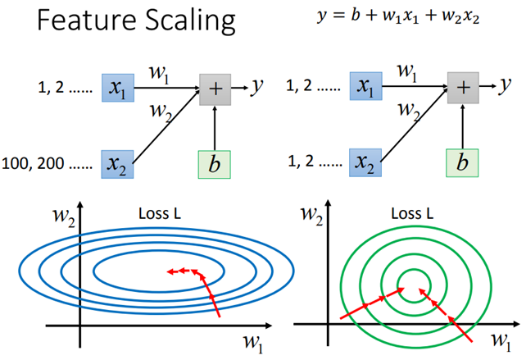 Feature Scaling
y = b + w₁x₁ + w₂x₂
1, 2 ……
x₁
w₁
+
y
w₂
100, 200 ……
x₂
b
1, 2 ……
x₁
w₁
+
y
w₂
1, 2 ……
x₂
b
w₂
Loss L
w₁
w₂
Loss L
w₁